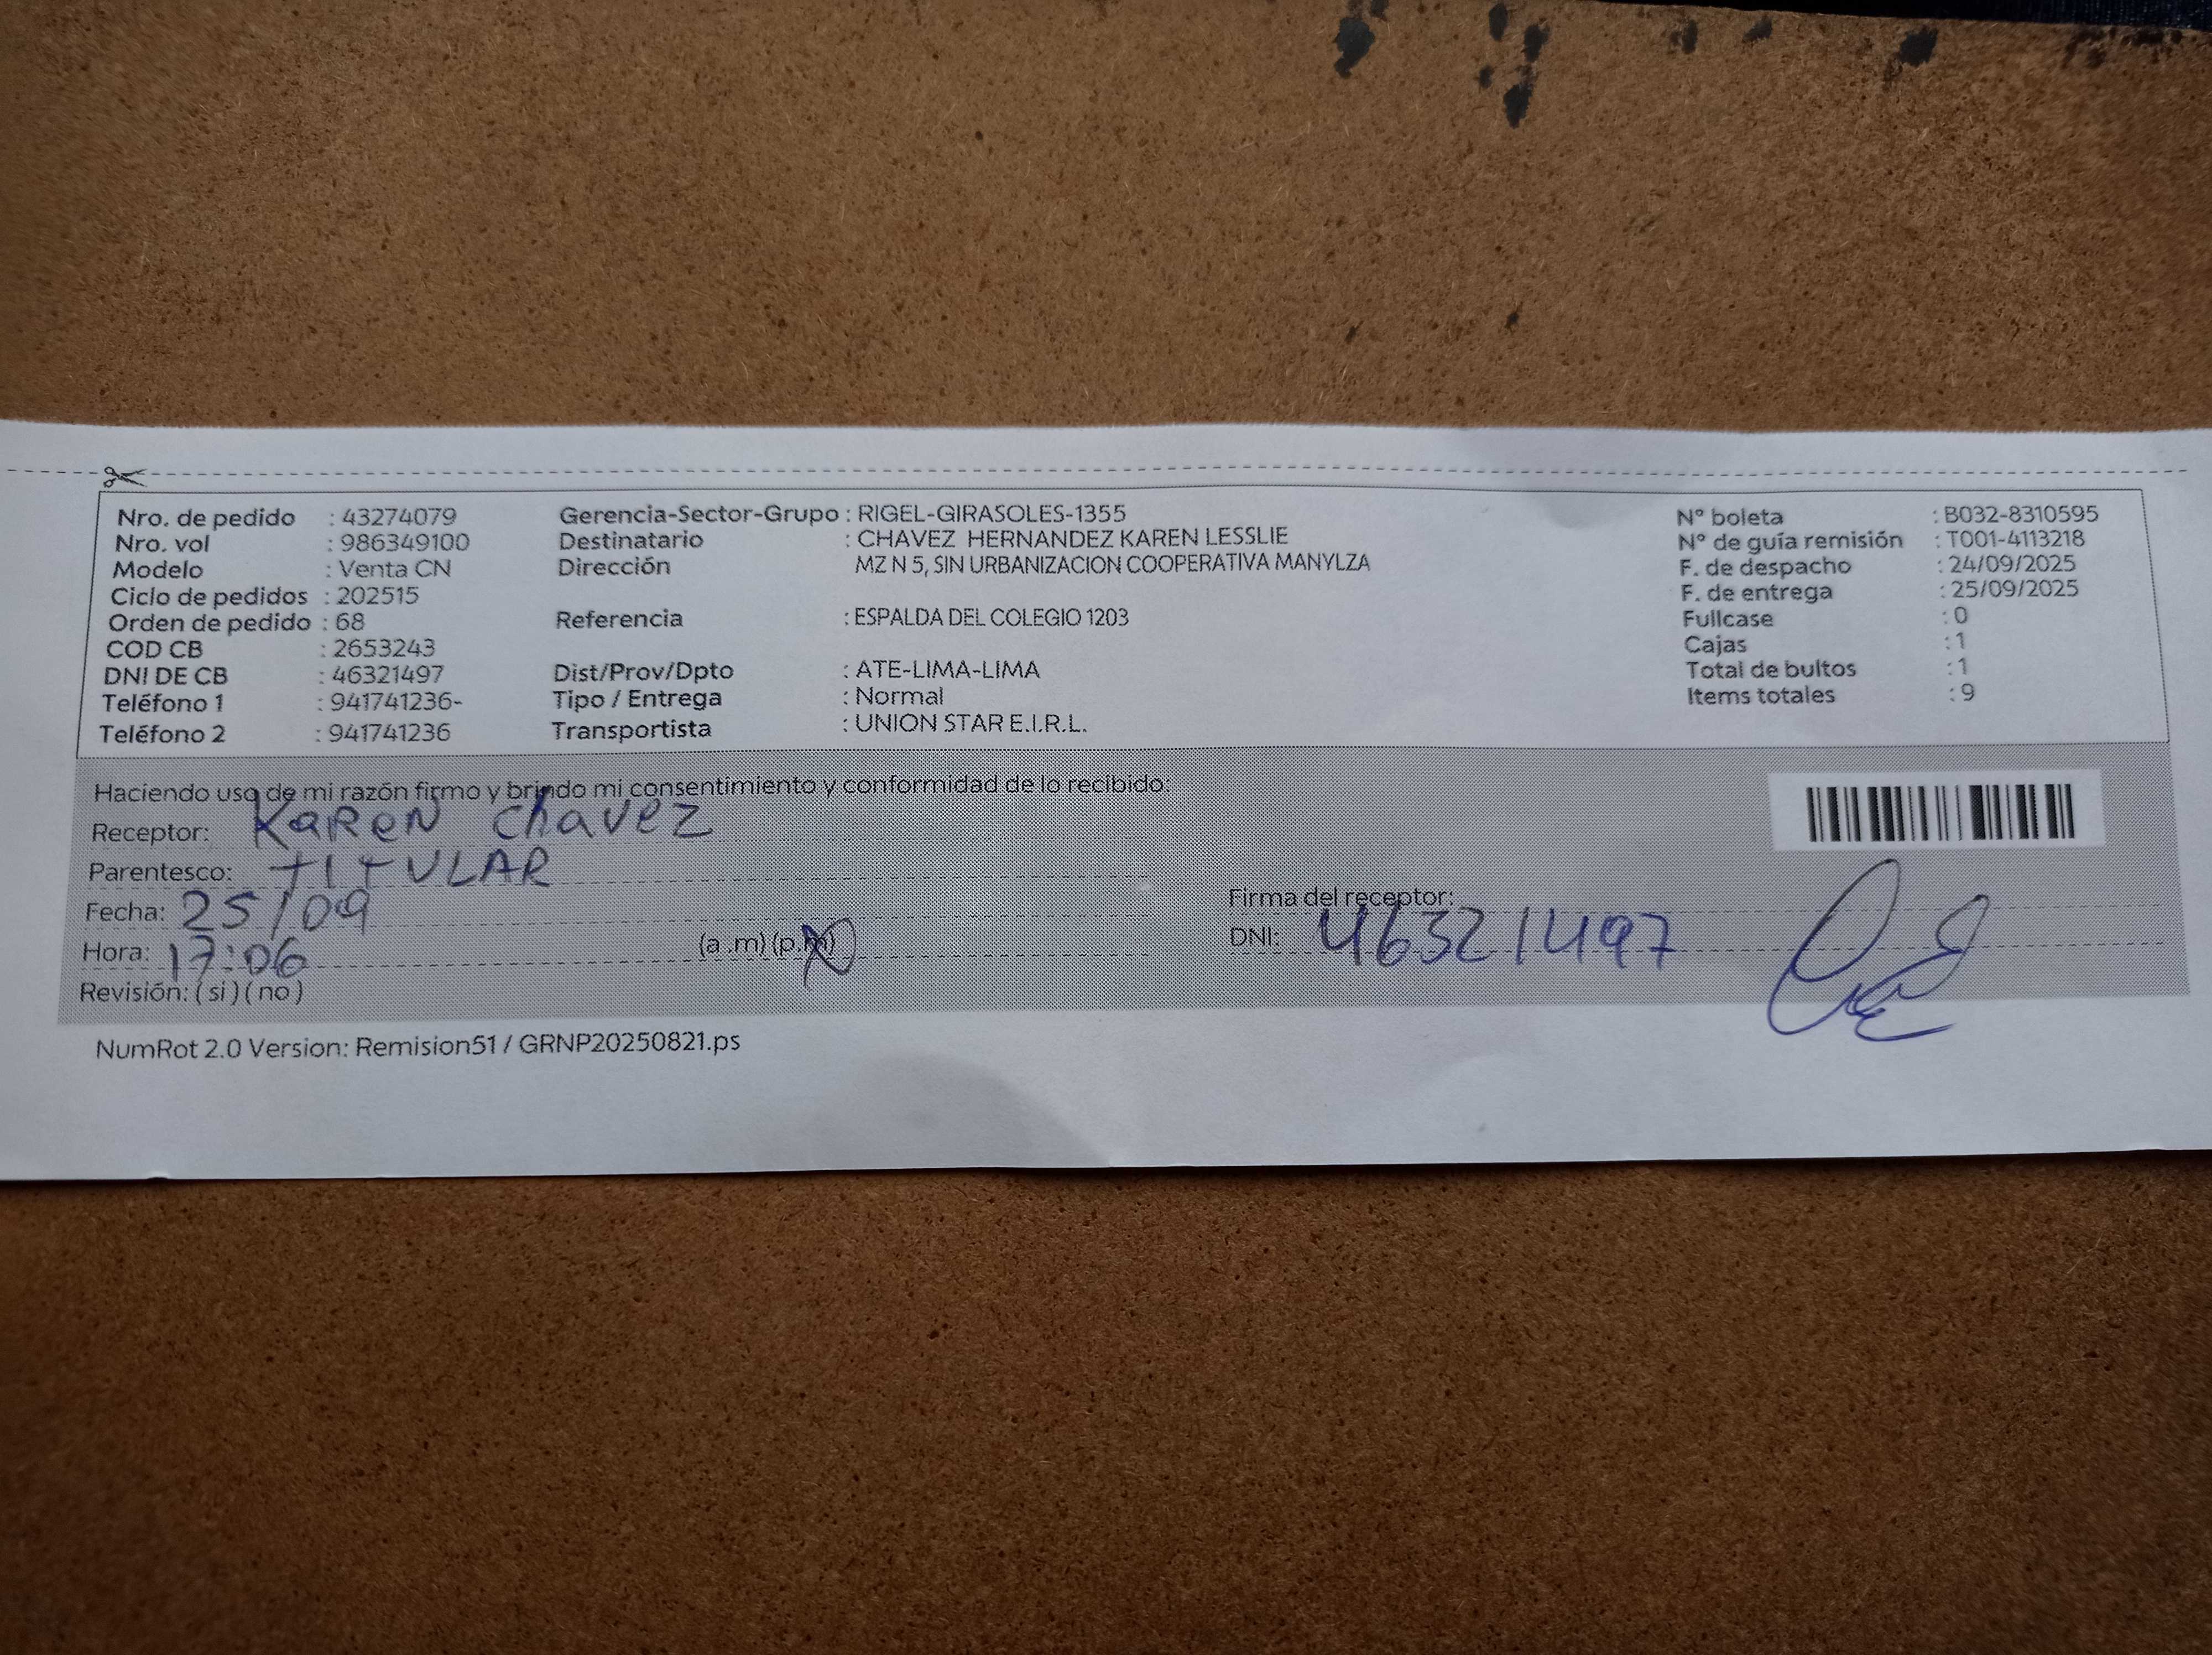 Nro. de pedido : 43274079
Nro. vol : 986349100
Modelo : Venta CN
Ciclo de pedidos : 202515
Orden de pedido : 68
COD CB : 2653243
DNI DE CB : 46321497
Teléfono 1 : 941741236-
Teléfono 2 : 941741236
Gerencia-Sector-Grupo : RIGEL-GIRASOLES-1355
Destinatario : CHAVEZ HERNANDEZ KAREN LESSLIE
Dirección MZ N 5, SIN URBANIZACION COOPERATIVA MANYLZA
Referencia : ESPALDA DEL COLEGIO 1203
Dist/Prov/Dpto : ATE-LIMA-LIMA
Tipo / Entrega : Normal
Transportista : UNION STAR E.I.R.L.
N° boleta : B032-8310595
N° de guía remisión : T001-4113218
F. de despacho : 24/09/2025
F. de entrega : 25/09/2025
Fullcase : 0
Cajas : 1
Total de bultos : 1
Items totales : 9
Haciendo uso de mi razón firmo y brindo mi consentimiento y conformidad de lo recibido:
Receptor: Karen Chavez
Parentesco: TITULAR
Fecha: 25/09
Hora: 17:06 (a.m) (p.m)
Revisión: ( si ) ( no )
Firma del receptor:
DNI: 46321497
NumRot 2.0 Version: Remision51 / GRNP20250821.ps